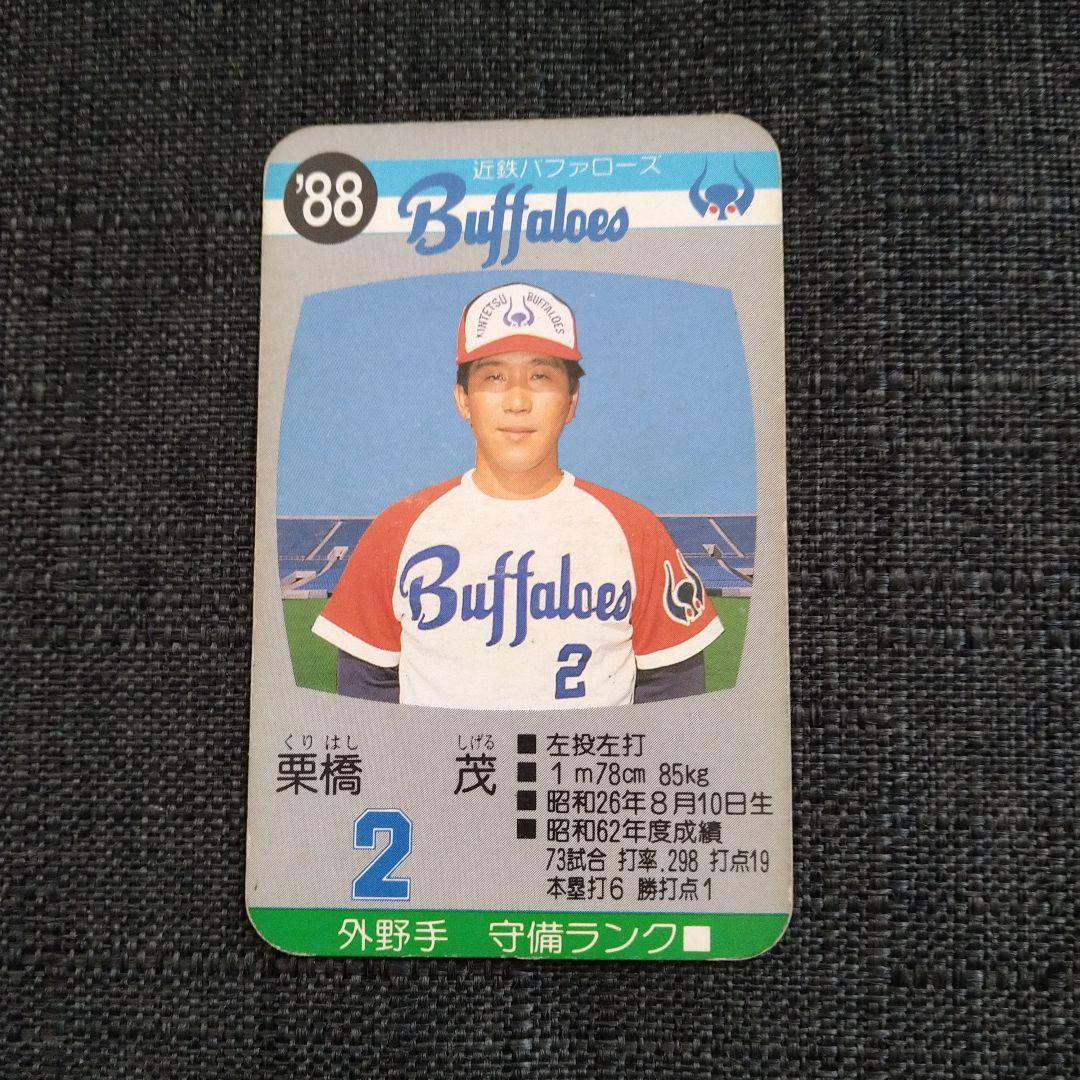 '88
近鉄バファローズ
Buffaloes
KINTETSU BUFFALOES
Buffaloes
2
くりはし しげる
栗橋 茂
2
■ 左投左打
■ 1m78cm 85kg
■ 昭和26年8月10日生
■ 昭和62年度成績
73試合 打率.298 打点19
本塁打6 勝打点1
外野手 守備ランク■